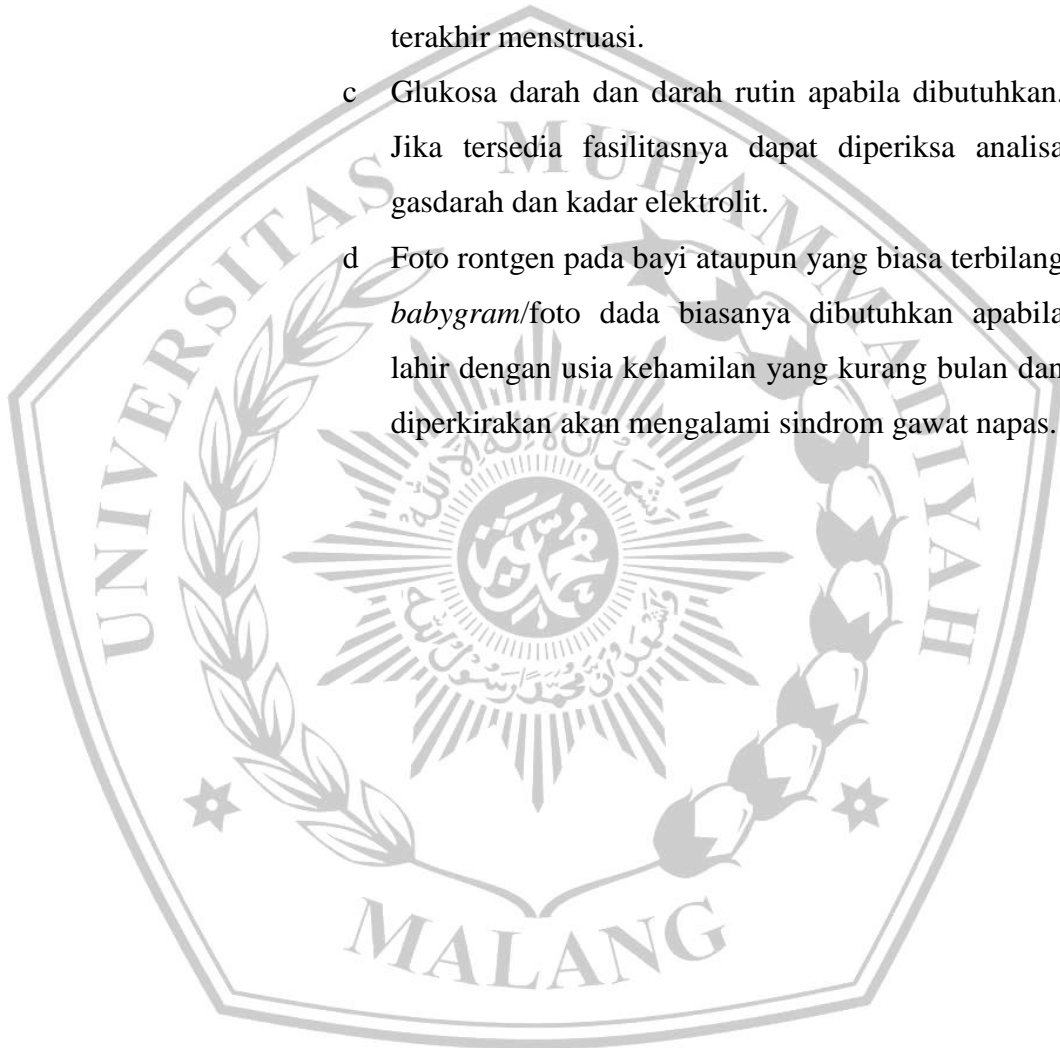 terakhir menstruasi.
c Glukosa darah dan darah rutin apabila dibutuhkan.
Jika tersedia fasilitasnya dapat diperiksa analisa
gasdarah dan kadar elektrolit.
d Foto rontgen pada bayi ataupun yang biasa terbilang
babygram/foto dada biasanya dibutuhkan apabila
lahir dengan usia kehamilan yang kurang bulan dan
diperkirakan akan mengalami sindrom gawat napas.
UNIVERSITAS MUHAMMADIYAH
MALANG